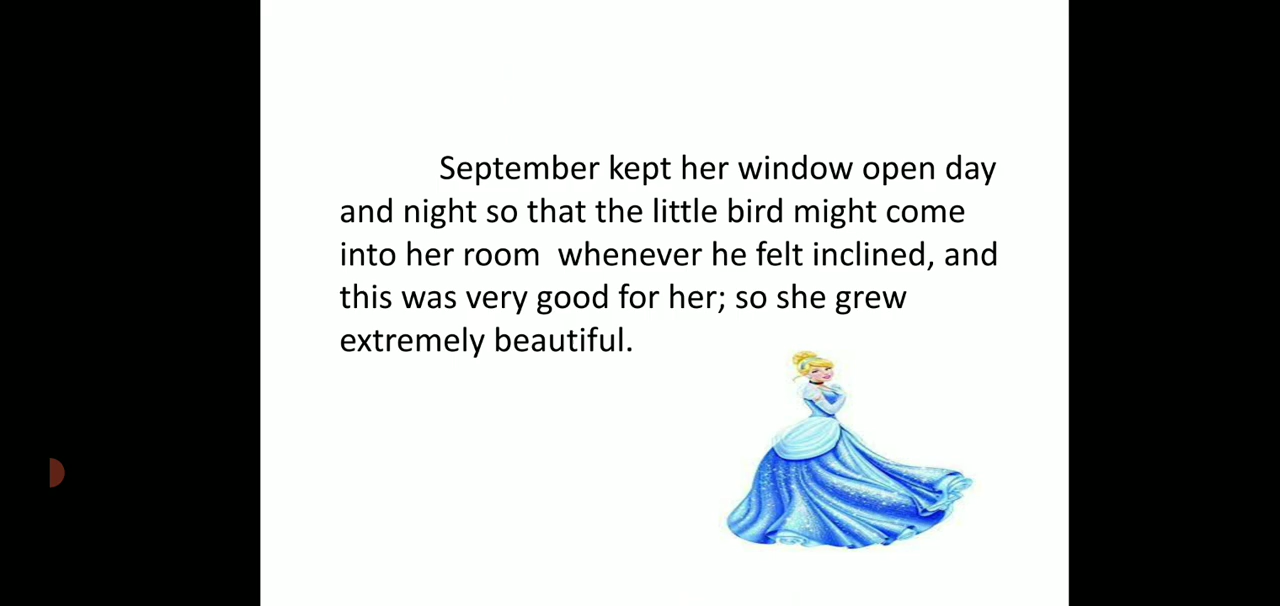 September kept her window open day
and night so that the little bird might come
into her room  whenever he felt inclined, and
this was very good for her; so she grew
extremely beautiful.